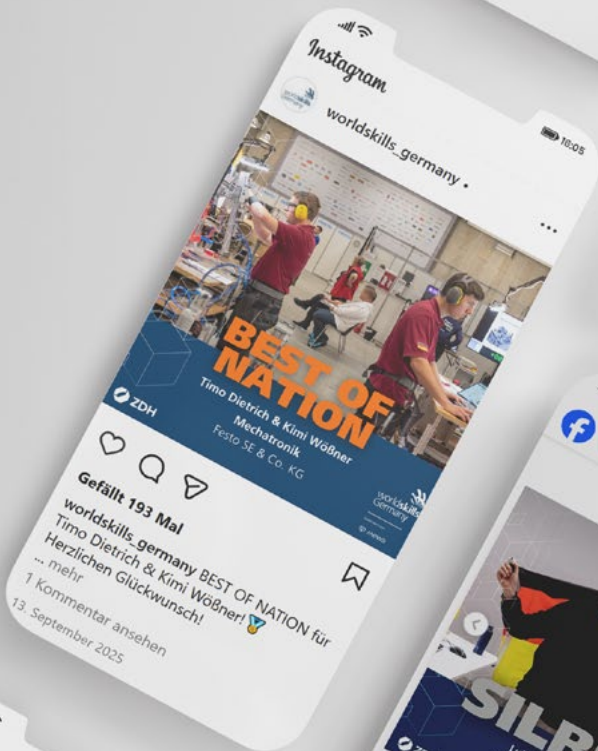 Instagram
18:05
worldskills_germany •
BEST OF
NATION
Timo Dietrich & Kimi Wößner
Mechatronik
Festo SE & Co. KG
ZDH
worldskills
Germany
Gefällt 193 Mal
worldskills_germany BEST OF NATION für
Timo Dietrich & Kimi Wößner!
Herzlichen Glückwunsch!
... mehr
1 Kommentar ansehen
13. September 2025
SILB